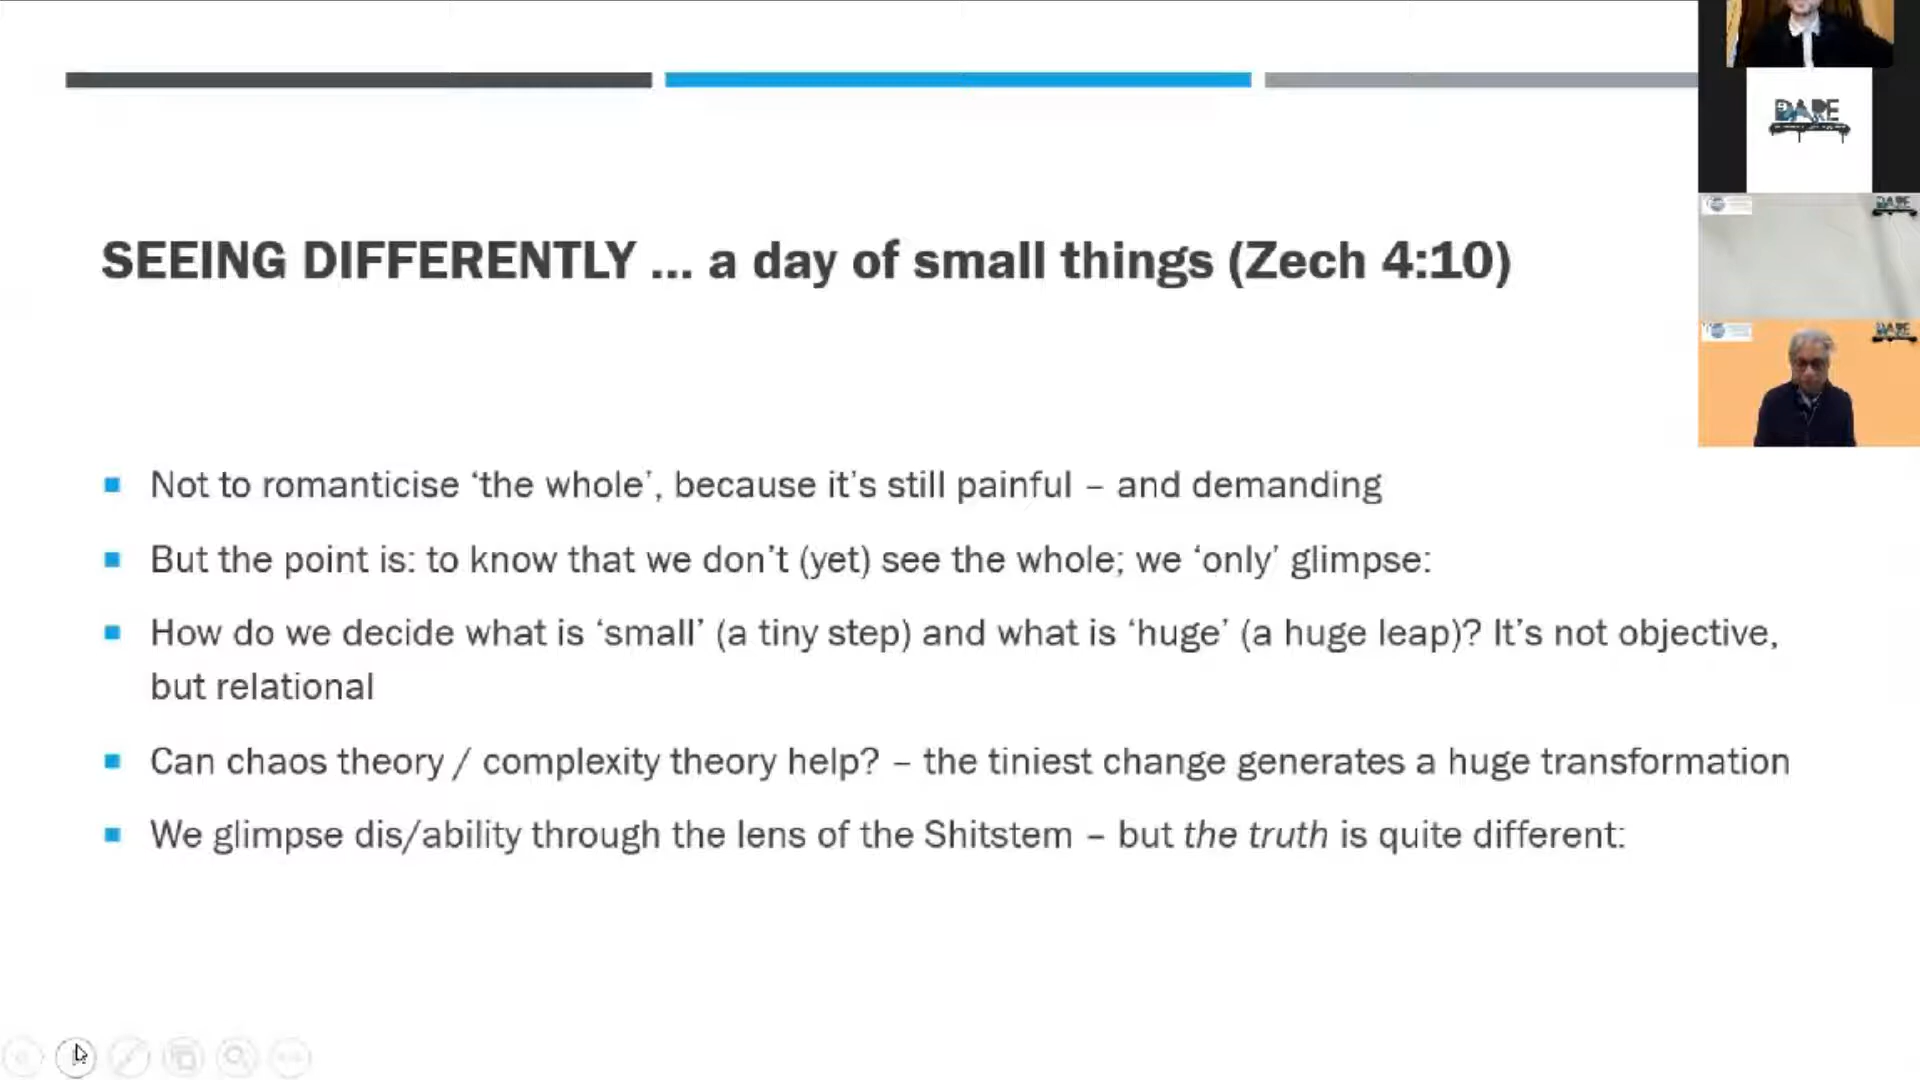 SEEING DIFFERENTLY ... a day of small things (Zech 4:10)
Not to romanticise ‘the whole’, because it’s still painful – and demanding
But the point is: to know that we don’t (yet) see the whole; we ‘only’ glimpse:
How do we decide what is ‘small’ (a tiny step) and what is ‘huge’ (a huge leap)? It’s not objective,
but relational
Can chaos theory / complexity theory help? – the tiniest change generates a huge transformation
We glimpse dis/ability through the lens of the Shitstem – but the truth is quite different:
DARE
DARE
DARE